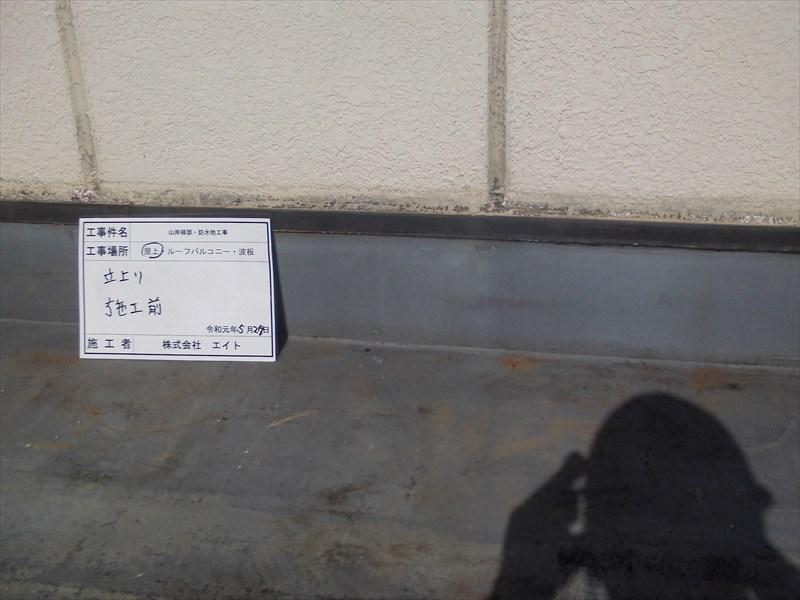 工事件名 山岸様邸・防水他工事
工事場所 屋上・ルーフバルコニー・波板
立上り
施工前
令和元年5月29日
施工者 株式会社 エイト